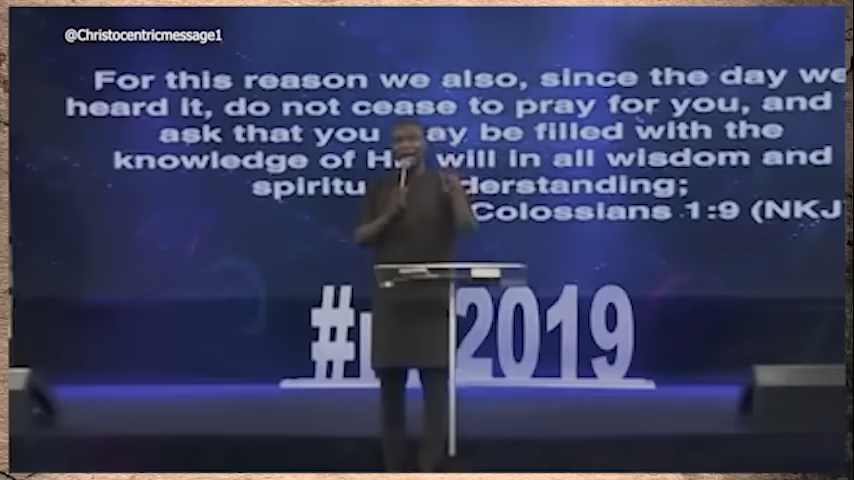 @Christocentricmessage1
For this reason we also, since the day we
heard it, do not cease to pray for you, and
ask that you be filled with the
knowledge of will in all wisdom and
Colossians 1:9 (NKJ
#
2019